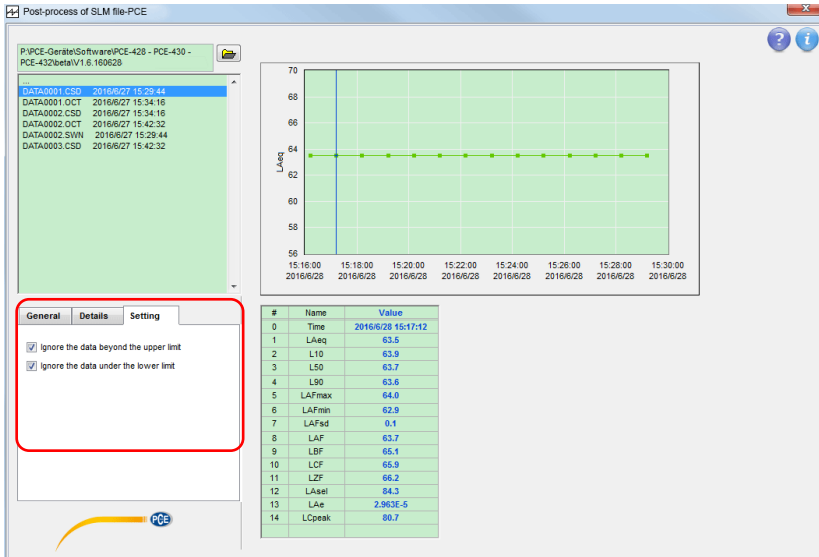 Post-process of SLM file-PCE
P:\PCE-Geräte\Software\PCE-428 - PCE-430 -
PCE-432\beta\V1.6.160628
...
DATA0001.CSD 2016/6/27 15:29:44
DATA0001.OCT 2016/6/27 15:34:16
DATA0002.CSD 2016/6/27 15:34:16
DATA0002.OCT 2016/6/27 15:42:32
DATA0002.SWN 2016/6/27 15:29:44
DATA0003.CSD 2016/6/27 15:42:32
70
68
66
64
62
60
58
56
LAeq
15:16:00 15:18:00 15:20:00 15:22:00 15:24:00 15:26:00 15:28:00 15:30:00
2016/6/28 2016/6/28 2016/6/28 2016/6/28 2016/6/28 2016/6/28 2016/6/28 2016/6/28
General Details Setting
Ignore the data beyond the upper limit
Ignore the data under the lower limit
# Name Value
0 Time 2016/6/28 15:17:12
1 LAeq 63.5
2 L10 63.9
3 L50 63.7
4 L90 63.6
5 LAFmax 64.0
6 LAFmin 62.9
7 LAFsd 0.1
8 LAF 63.7
9 LBF 65.1
10 LCF 65.9
11 LZF 66.2
12 LAsel 84.3
13 LAe 2.963E-5
14 LCpeak 80.7
PCE